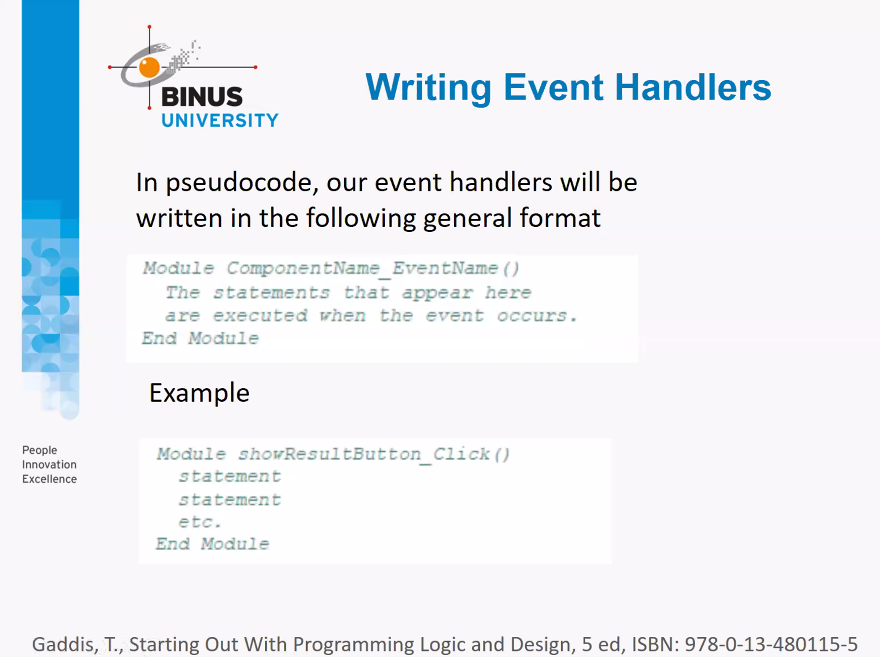 BINUS
UNIVERSITY
Writing Event Handlers
In pseudocode, our event handlers will be
written in the following general format
Module ComponentName_EventName()
The statements that appear here
are executed when the event occurs.
End Module
Example
Module showResultButton_Click()
statement
statement
etc.
End Module
People
Innovation
Excellence
Gaddis, T., Starting Out With Programming Logic and Design, 5 ed, ISBN: 978-0-13-480115-5